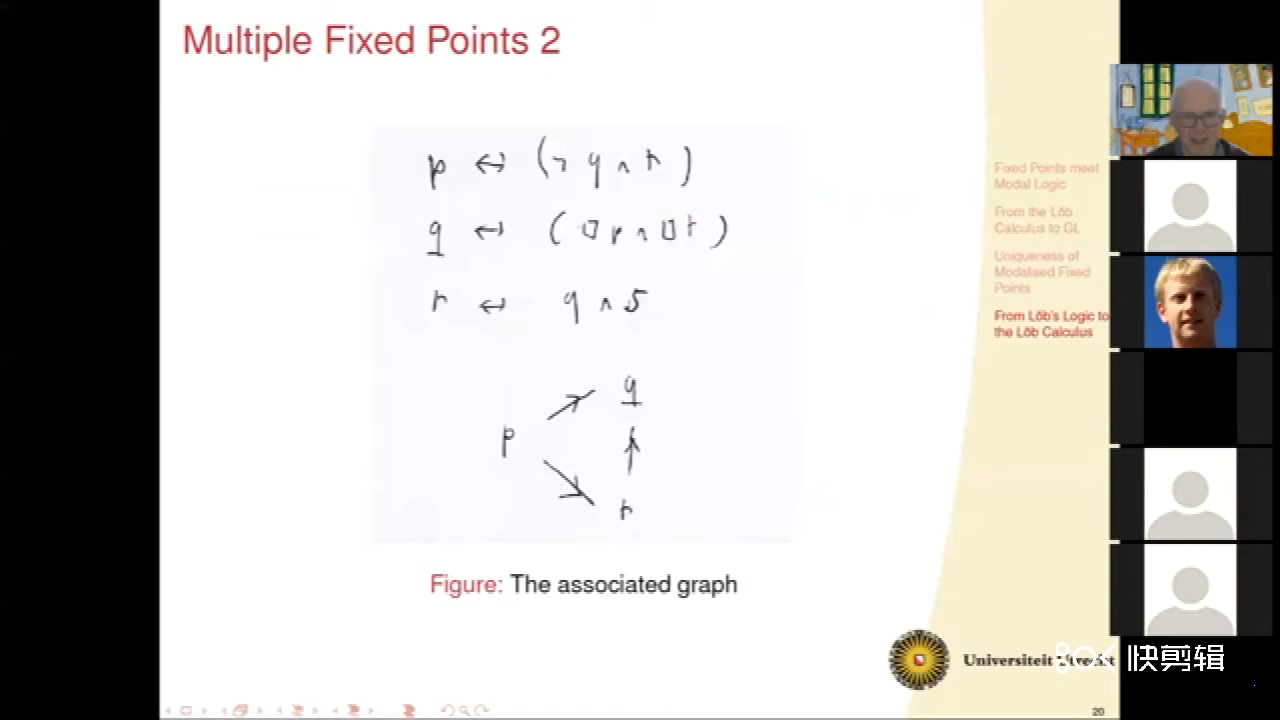 Multiple Fixed Points 2
p ↔ (¬ q ∧ r)
q ↔ (□ p ∧ □ r)
r ↔ q ∧ s
q
p
r
Figure: The associated graph
Fixed Points meet
Modal Logic
From the Löb
Calculus to GL
Uniqueness of
Modalised Fixed
Points
From Löb's Logic to
the Löb Calculus
Universiteit Utrecht
快剪辑
20